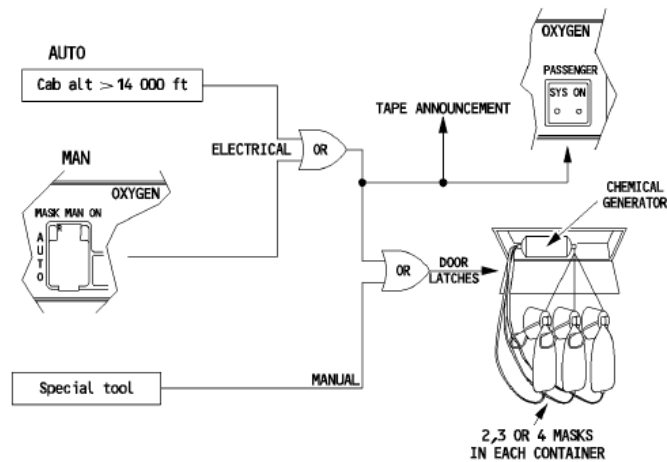 OXYGEN
AUTO
PASSENGER
Cab alt > 14 000 ft
SYS ON
TAPE ANNOUNCEMENT
ELECTRICAL
OR
MAN
OXYGEN
MASK MAN ON
A
U
T
O
CHEMICAL
GENERATOR
OR
DOOR
LATCHES
Special tool
MANUAL
2,3 OR 4 MASKS
IN EACH CONTAINER